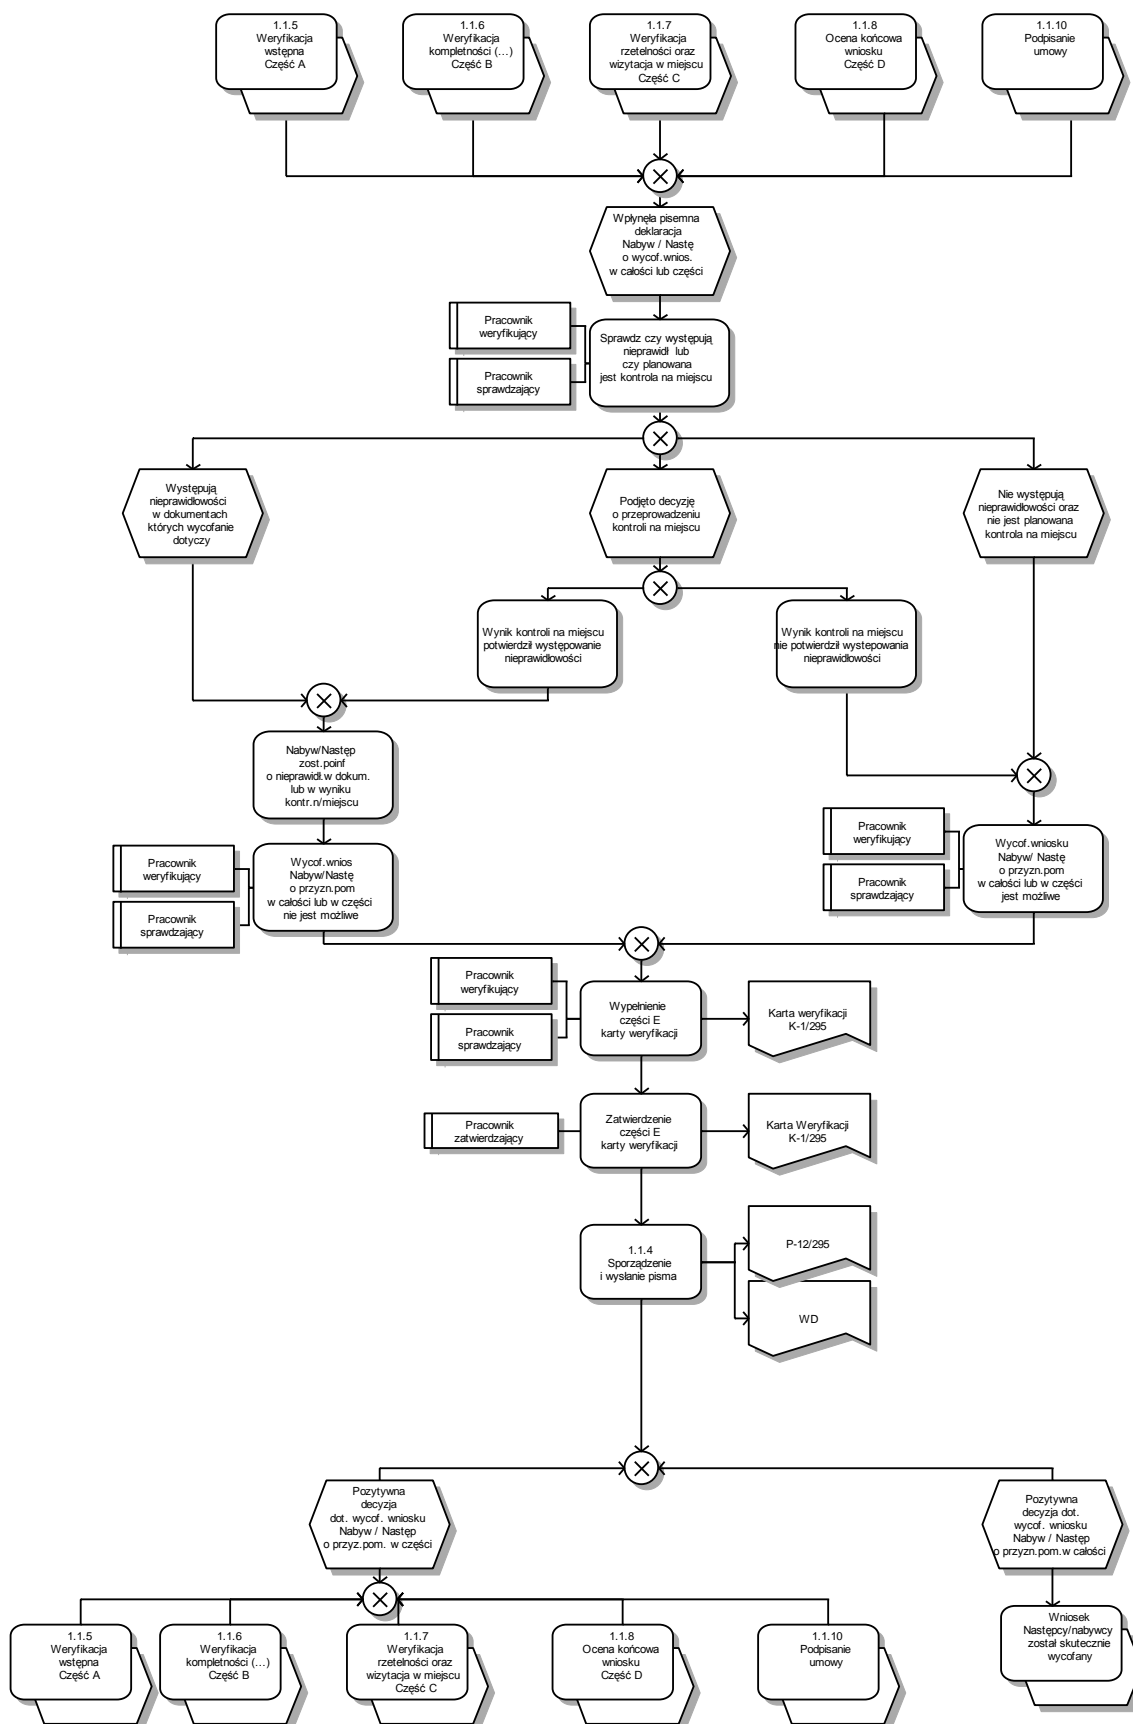 1.1.5
Weryfikacja
wstępna
Część A
1.1.6
Weryfikacja
kompletności (…)
Część B
1.1.7
Weryfikacja
rzetelności oraz
wizytacja w miejscu
Część C
1.1.8
Ocena końcowa
wniosku
Część D
1.1.10
Podpisanie
umowy
Wpłynęła pisemna
deklaracja
Nabyw / Nastę
o wycof.wnios.
w całości lub części
Pracownik
weryfikujący
Pracownik
sprawdzający
Sprawdz czy występują
nieprawidł lub
czy planowana
jest kontrola na miejscu
Występują
nieprawidłowości
w dokumentach
których wycofanie
dotyczy
Podjęto decyzję
o przeprowadzeniu
kontroli na miejscu
Nie występują
nieprawidłowości oraz
nie jest planowana
kontrola na miejscu
Wynik kontroli na miejscu
potwierdził występowanie
nieprawidłowości
Wynik kontroli na miejscu
nie potwierdził wystepowania
nieprawidłowości
Nabyw/Następ
zost.poinf
o nieprawidł.w dokum.
lub w wyniku
kontr.n/miejscu
Pracownik
weryfikujący
Pracownik
sprawdzający
Wycof.wnios
Nabyw/Nastę
o przyzn.pom
w całości lub w części
nie jest możliwe
Pracownik
weryfikujący
Pracownik
sprawdzający
Wycof.wniosku
Nabyw/ Nastę
o przyzn.pom
w całości lub w części
jest możliwe
Pracownik
weryfikujący
Pracownik
sprawdzający
Wypełnienie
części E
karty weryfikacji
Karta weryfikacji
K-1/295
Pracownik
zatwierdzający
Zatwierdzenie
części E
karty weryfikacji
Karta Weryfikacji
K-1/295
1.1.4
Sporządzenie
i wysłanie pisma
P-12/295
WD
Pozytywna
decyzja
dot. wycof. wniosku
Nabyw / Następ
o przyz.pom. w części
Pozytywna
decyzja dot.
wycof. wniosku
Nabyw / Następ
o przyzn.pom.w całości
1.1.5
Weryfikacja
wstępna
Część A
1.1.6
Weryfikacja
kompletności (…)
Część B
1.1.7
Weryfikacja
rzetelności oraz
wizytacja w miejscu
Część C
1.1.8
Ocena końcowa
wniosku
Część D
1.1.10
Podpisanie
umowy
Wniosek
Następcy/nabywcy
został skutecznie
wycofany